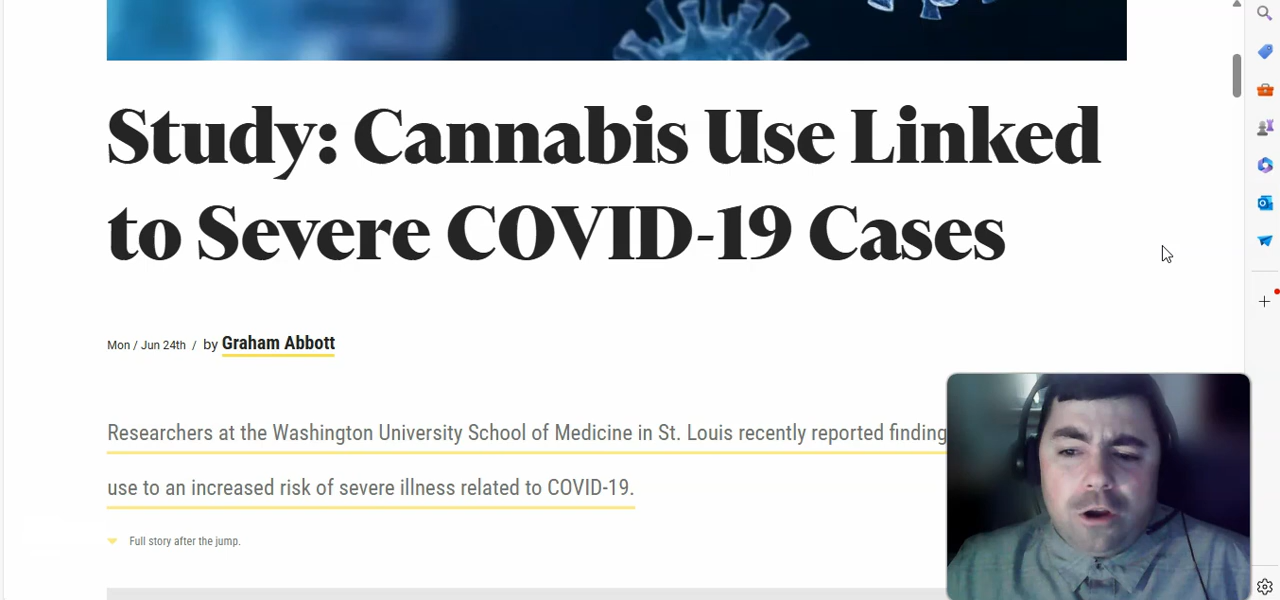 Study: Cannabis Use Linked
to Severe COVID-19 Cases
Mon / Jun 24th / by Graham Abbott
Researchers at the Washington University School of Medicine in St. Louis recently reported finding
use to an increased risk of severe illness related to COVID-19.
Full story after the jump.